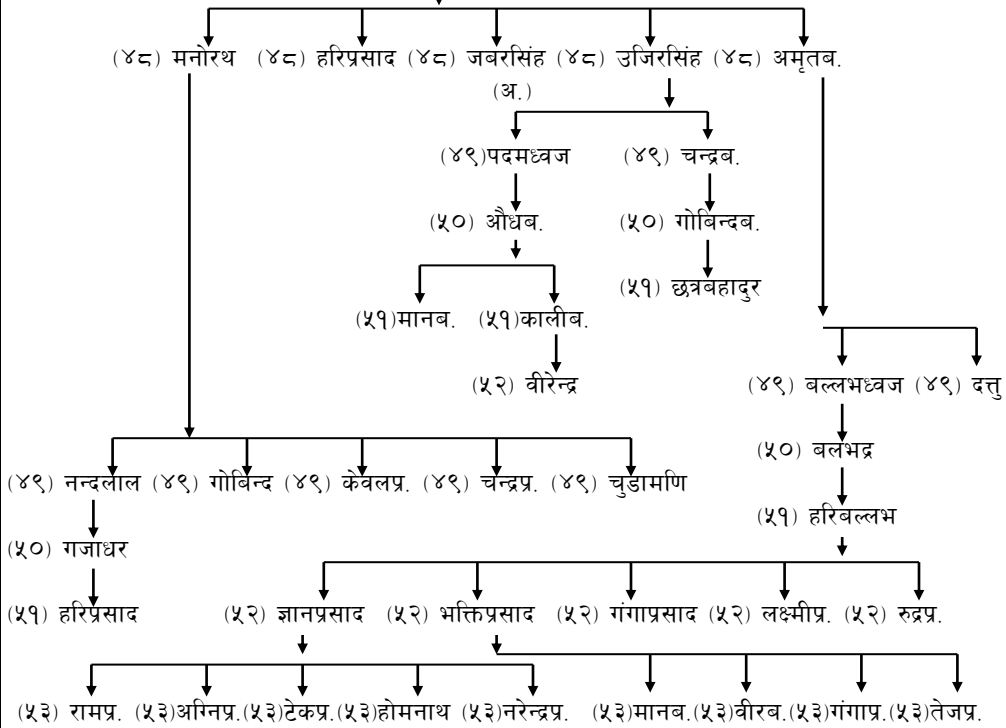 (४८) मनोरथ (४८) हरिप्रसाद (४८) जबरसिंह (४८) उजिरसिंह (४८) अमृतब.
(अ.)
(४९)पदमध्वज (४९) चन्द्रब.
(५०) औधब. (५०) गोबिन्दब.
(५१) छत्रबहादुर
(५१)मानब. (५१)कालीब.
(५२) वीरेन्द्र (४९) बल्लभध्वज (४९) दत्तु
(५०) बलभद्र
(४९) नन्दलाल (४९) गोबिन्द (४९) केवलप्र. (४९) चन्द्रप्र. (४९) चुडामणि
(५१) हरिबल्लभ
(५०) गजाधर
(५१) हरिप्रसाद (५२) ज्ञानप्रसाद (५२) भक्तिप्रसाद (५२) गंगाप्रसाद (५२) लक्ष्मीप्र. (५२) रुद्रप्र.
(५३) रामप्र. (५३)अग्निप्र.(५३)टेकप्र.(५३)होमनाथ (५३)नरेन्द्रप्र. (५३)मानब.(५३)वीरब.(५३)गंगाप्र.(५३)तेजप्र.